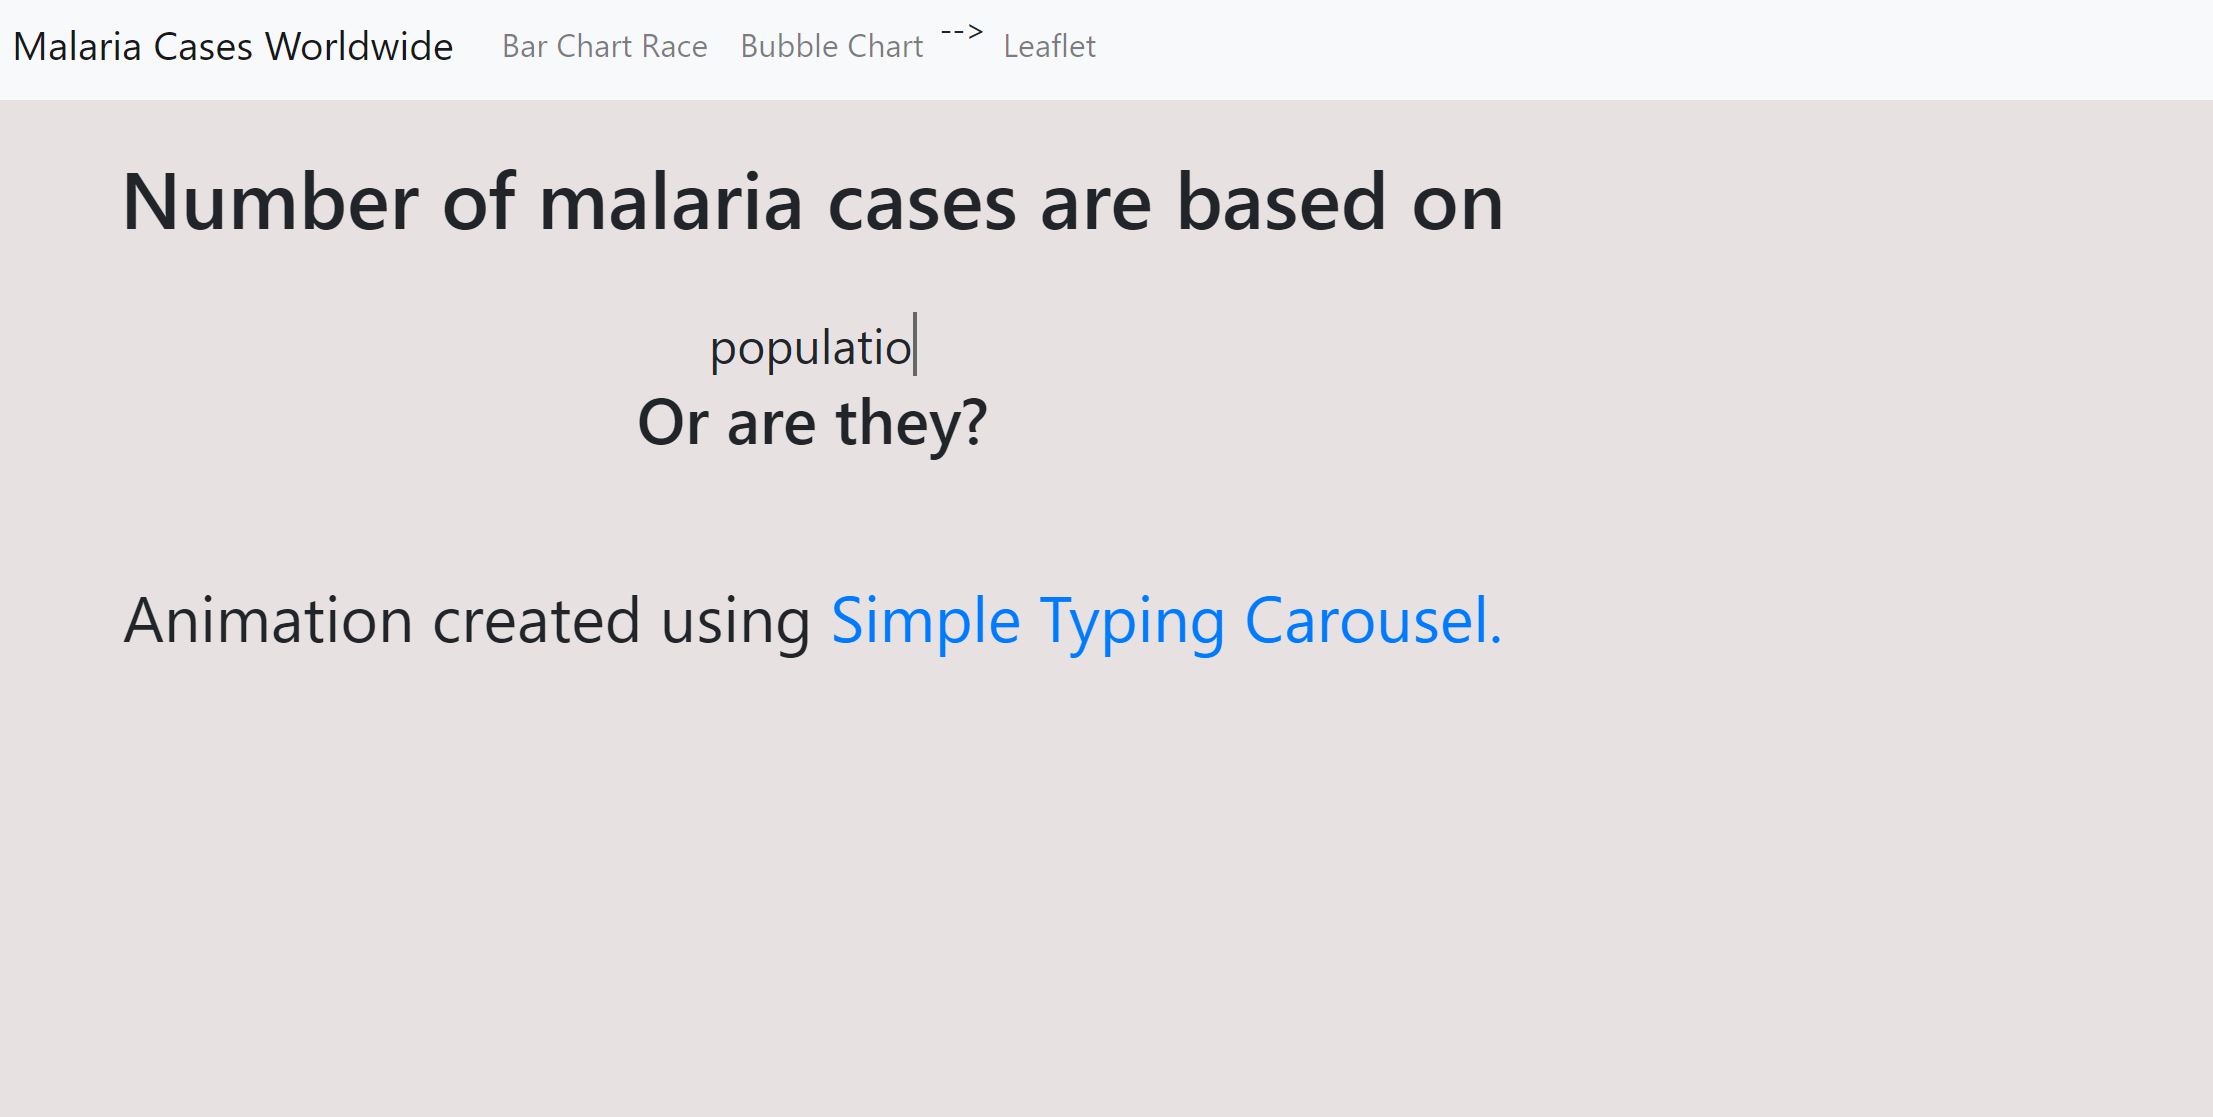 Malaria Cases Worldwide Bar Chart Race Bubble Chart --> Leaflet
Number of malaria cases are based on
populatio
Or are they?
Animation created using Simple Typing Carousel.